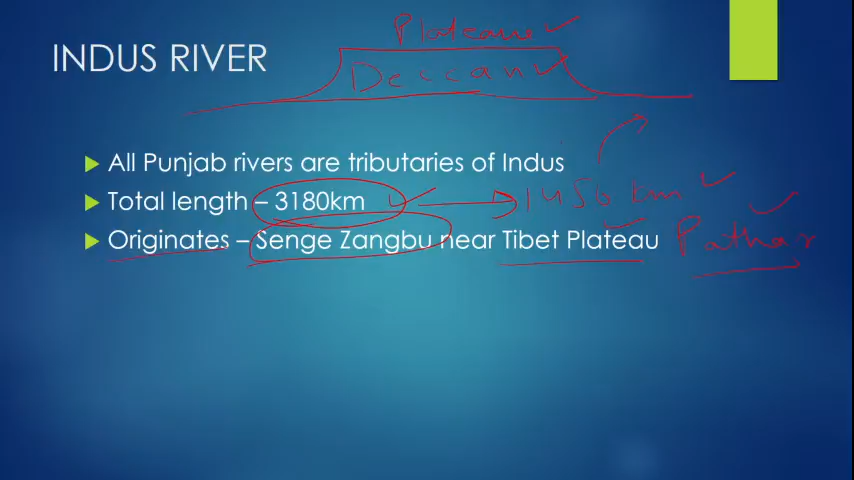 Plateau
INDUS RIVER
Deccan
All Punjab rivers are tributaries of Indus
Total length – 3180km 1456 km
Originates – Senge Zangbu near Tibet Plateau Pathar